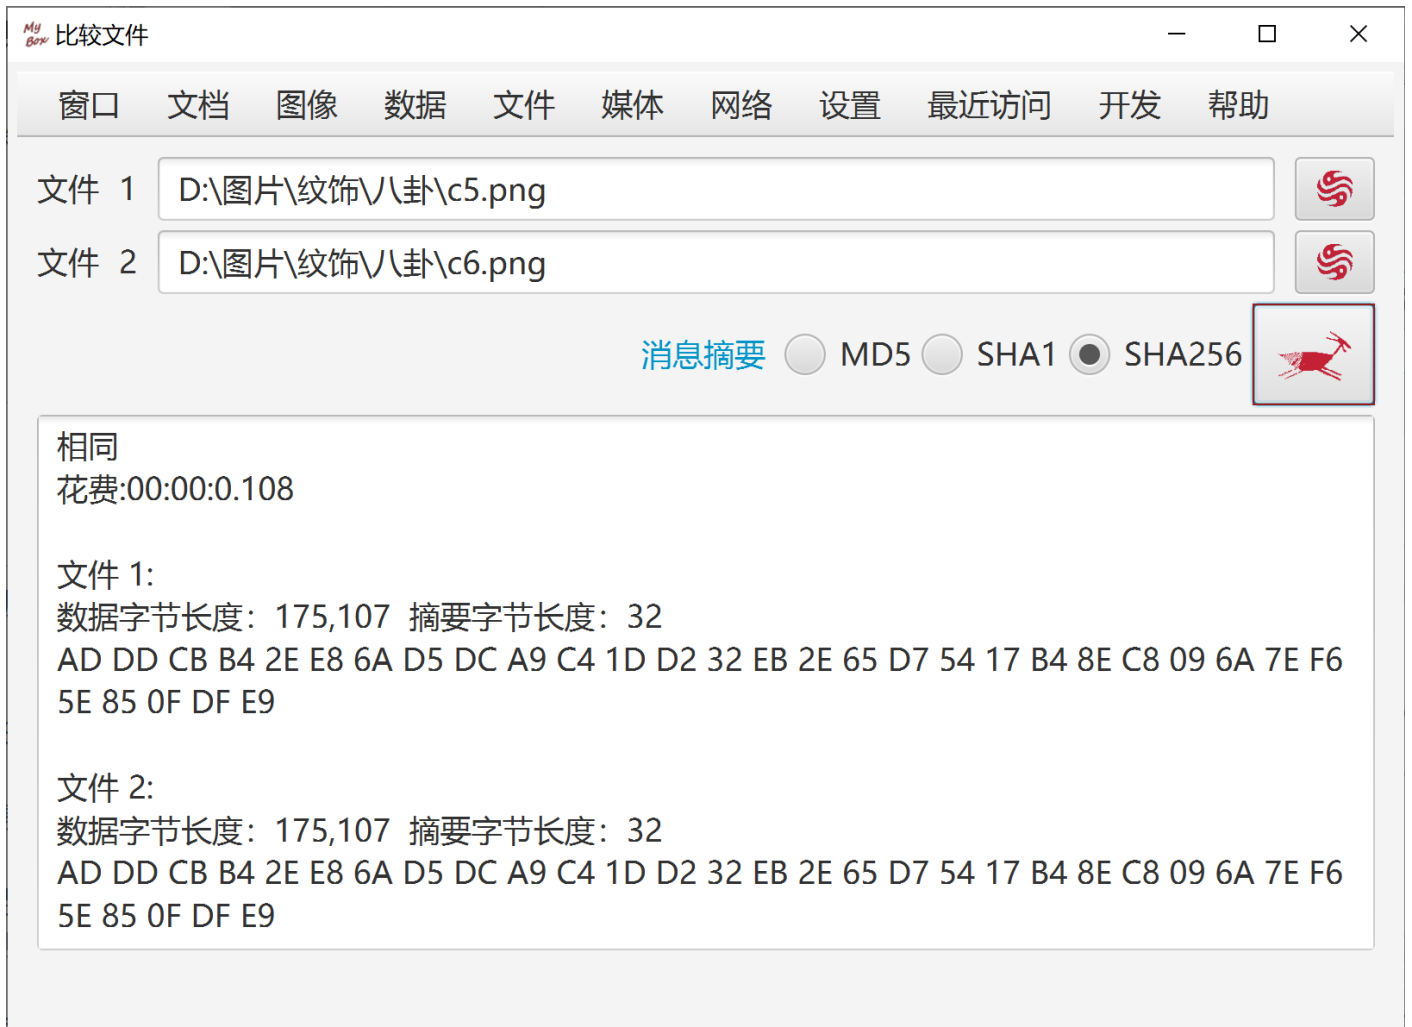 My Box 比较文件
窗口 文档 图像 数据 文件 媒体 网络 设置 最近访问 开发 帮助
文件 1 D:\图片\纹饰\八卦\c5.png
文件 2 D:\图片\纹饰\八卦\c6.png
消息摘要 MD5 SHA1 SHA256
相同
花费:00:00:0.108
文件 1:
数据字节长度：175,107 摘要字节长度：32
AD DD CB B4 2E E8 6A D5 DC A9 C4 1D D2 32 EB 2E 65 D7 54 17 B4 8E C8 09 6A 7E F6
5E 85 0F DF E9
文件 2:
数据字节长度：175,107 摘要字节长度：32
AD DD CB B4 2E E8 6A D5 DC A9 C4 1D D2 32 EB 2E 65 D7 54 17 B4 8E C8 09 6A 7E F6
5E 85 0F DF E9